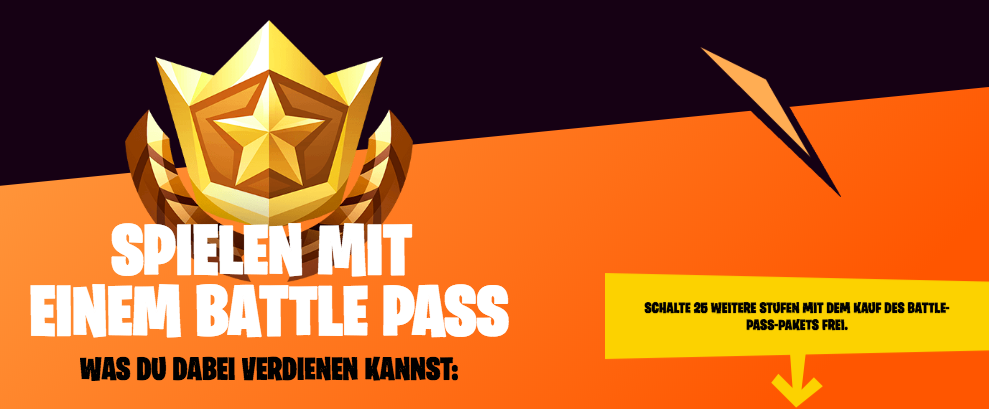 SPIELEN MIT
EINEM BATTLE PASS
WAS DU DABEI VERDIENEN KANNST:
SCHALTE 25 WEITERE STUFEN MIT DEM KAUF DES BATTLE-
PASS-PAKETS FREI.